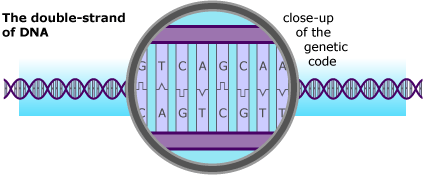 The double-strand
of DNA
close-up
of the
genetic
code
G T C A G C A A
C A G T C G T T